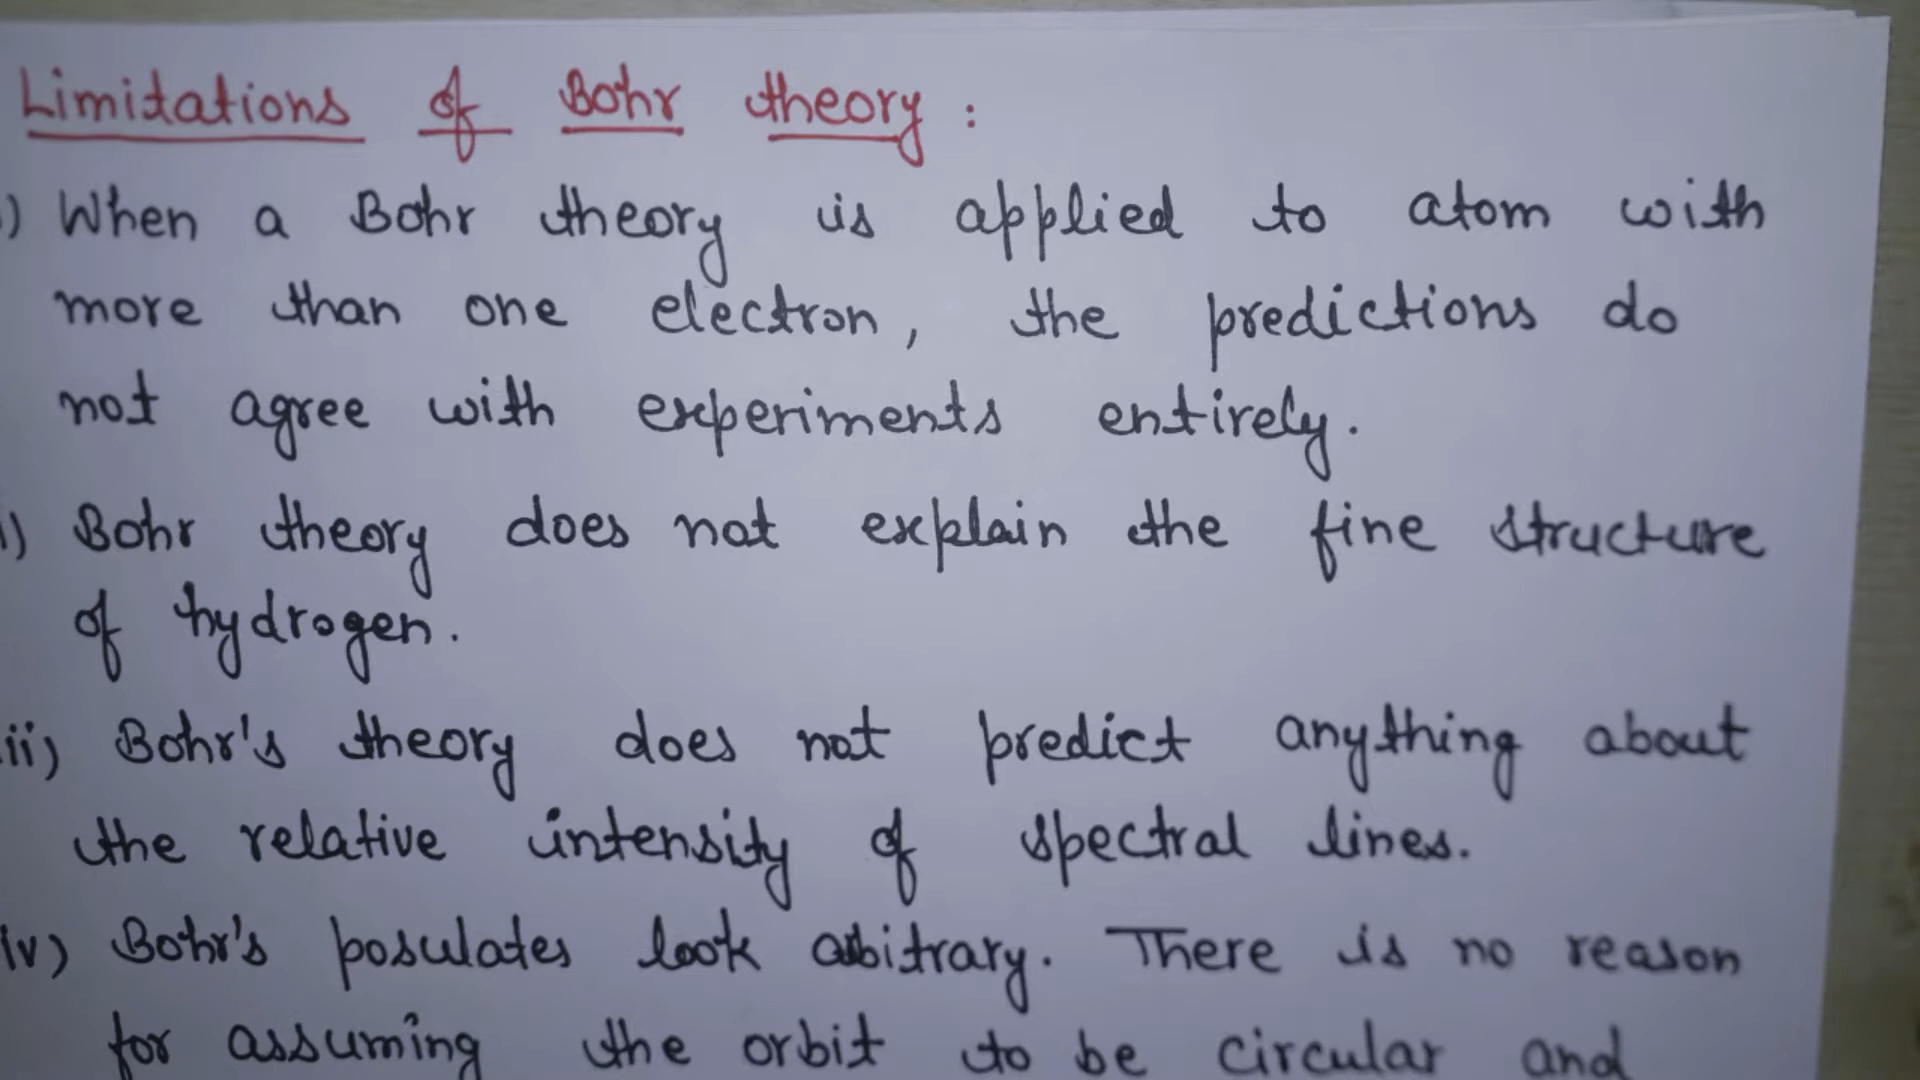 Limitations of Bohr theory :
) When a Bohr theory is applied to atom with
more than one electron, the predictions do
not agree with experiments entirely.
i) Bohr theory does not explain the fine structure
of hydrogen.
ii) Bohr's theory does not predict anything about
the relative intensity of spectral lines.
iv) Bohr's posulates look abitrary. There is no reason
for assuming the orbit to be circular and